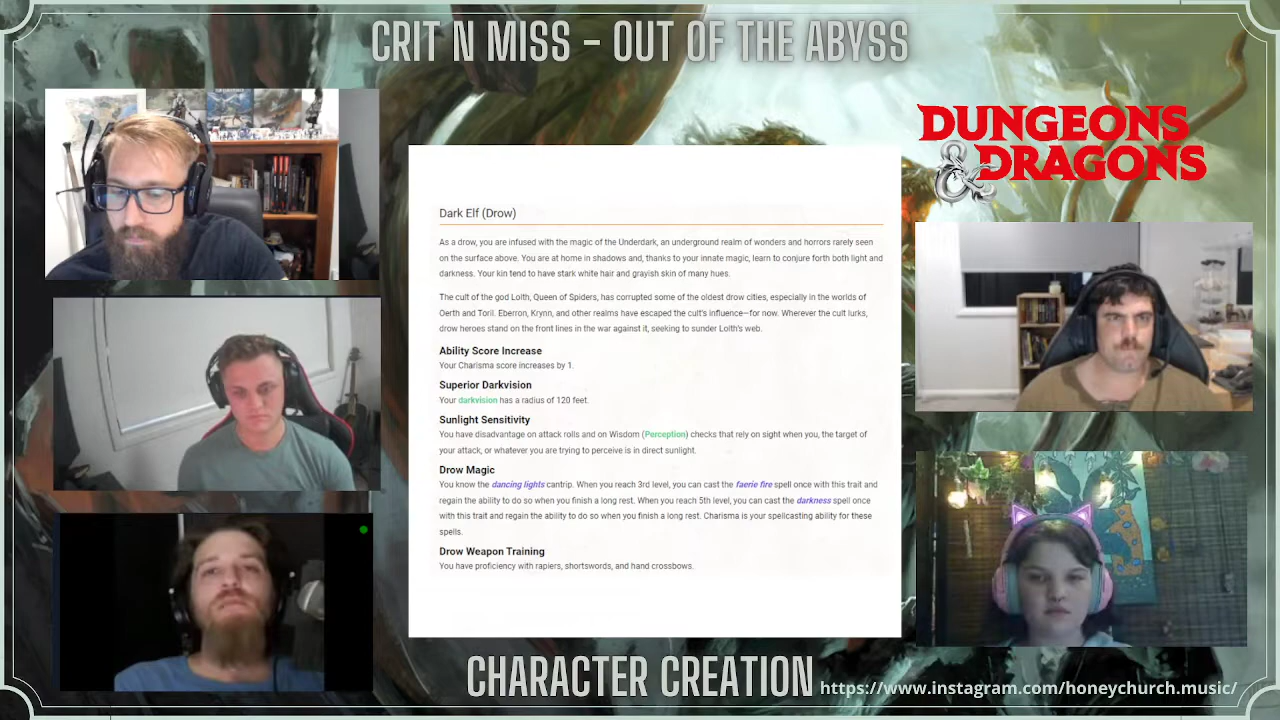 CRIT N MISS - OUT OF THE ABYSS
DUNGEONS
& DRAGONS
Dark Elf (Drow)
As a drow, you are infused with the magic of the Underdark, an underground realm of wonders and horrors rarely seen
on the surface above. You are at home in shadows and, thanks to your innate magic, learn to conjure forth both light and
darkness. Your kin tend to have stark white hair and grayish skin of many hues.
The cult of the god Lolth, Queen of Spiders, has corrupted some of the oldest drow cities, especially in the worlds of
Oerth and Toril. Eberron, Krynn, and other realms have escaped the cult's influence—for now. Wherever the cult lurks,
drow heroes stand on the front lines in the war against it, seeking to sunder Lolth's web.
Ability Score Increase
Your Charisma score increases by 1.
Superior Darkvision
Your darkvision has a radius of 120 feet.
Sunlight Sensitivity
You have disadvantage on attack rolls and on Wisdom (Perception) checks that rely on sight when you, the target of
your attack, or whatever you are trying to perceive is in direct sunlight.
Drow Magic
You know the dancing lights cantrip. When you reach 3rd level, you can cast the faerie fire spell once with this trait and
regain the ability to do so when you finish a long rest. When you reach 5th level, you can cast the darkness spell once
with this trait and regain the ability to do so when you finish a long rest. Charisma is your spellcasting ability for these
spells.
Drow Weapon Training
You have proficiency with rapiers, shortswords, and hand crossbows.
CHARACTER CREATION
https://www.instagram.com/honeychurch.music/